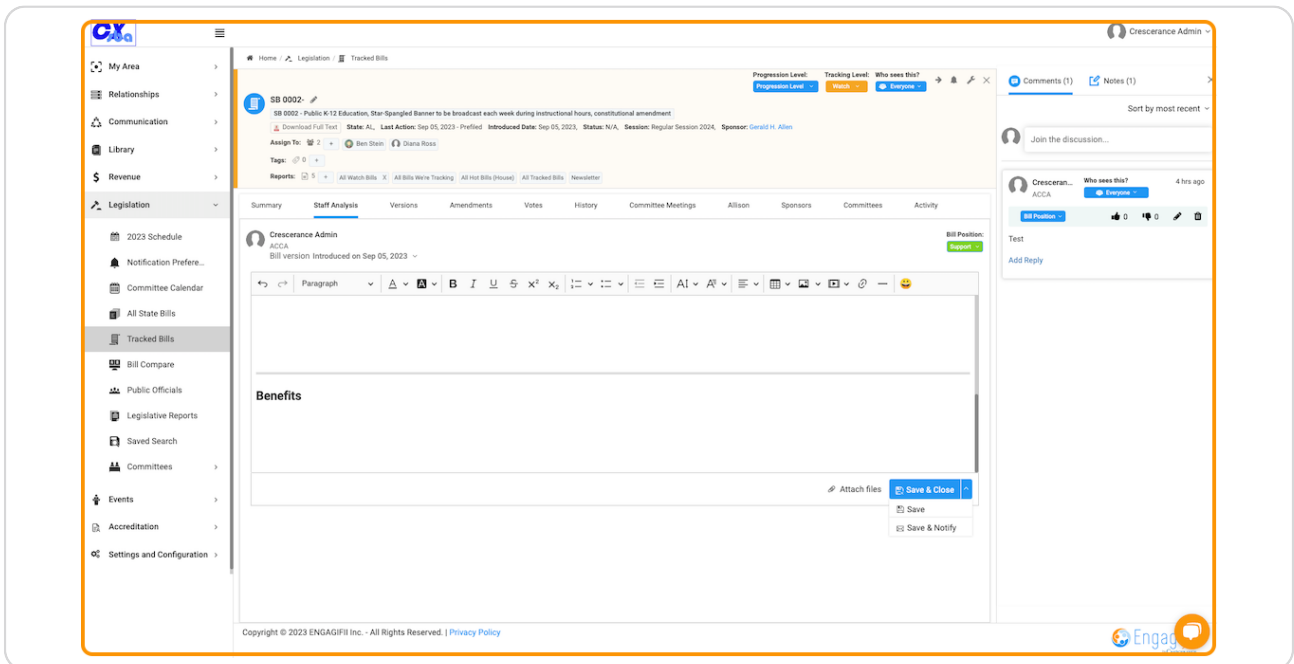 Crescerance Admin
My Area
Relationships
Communication
Library
$ Revenue
Legislation
2023 Schedule
Notification Prefere...
Committee Calendar
All State Bills
Tracked Bills
Bill Compare
Public Officials
Legislative Reports
Saved Search
Committees
Events
Accreditation
Settings and Configuration
Home / Legislation / Tracked Bills
Progression Level: Tracking Level: Who sees this?
Progression Level Watch Everyone
SB 0002-
SB 0002 - Public K-12 Education, Star-Spangled Banner to be broadcast each week during instructional hours, constitutional amendment
Download Full Text State: AL, Last Action: Sep 05, 2023 - Prefiled Introduced Date: Sep 05, 2023, Status: N/A, Session: Regular Session 2024, Sponsor: Gerald H. Allen
Assign To: 2 + Ben Stein Diana Ross
Tags: 0 +
Reports: 5 + All Watch Bills X All Bills We're Tracking All Hot Bills (House) All Tracked Bills Newsletter
Summary Staff Analysis Versions Amendments Votes History Committee Meetings Allison Sponsors Committees Activity
Crescerance Admin
ACCA
Bill version Introduced on Sep 05, 2023
Bill Position:
Support
Paragraph A A B I U S X² X₂ AI A
Benefits
Attach files Save & Close
Save
Save & Notify
Comments (1) Notes (1)
Sort by most recent
Join the discussion...
Cresceran... Who sees this? 4 hrs ago
ACCA Everyone
Bill Position 0 0
Test
Add Reply
Copyright © 2023 ENGAGIFII Inc. - All Rights Reserved. | Privacy Policy